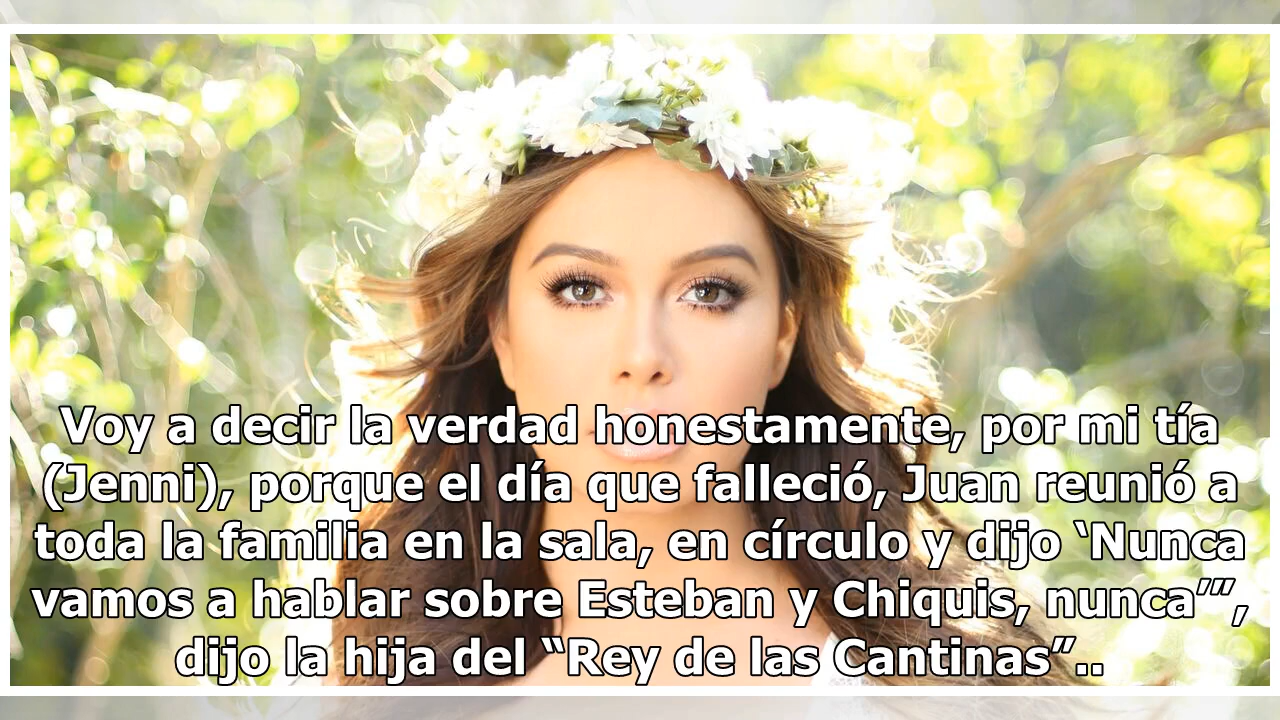 Voy a decir la verdad honestamente, por mi tía
(Jenni), porque el día que falleció, Juan reunió a
toda la familia en la sala, en círculo y dijo ‘Nunca
vamos a hablar sobre Esteban y Chiquis, nunca’”,
dijo la hija del “Rey de las Cantinas”..